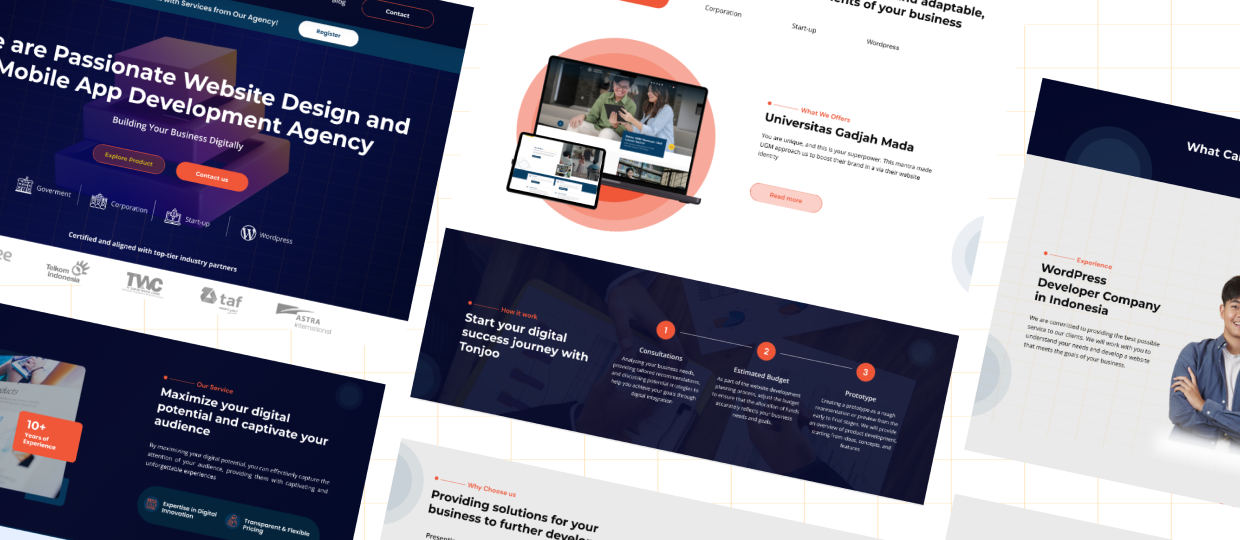 with Services from Our Agency!
Register
Blog
Contact
are Passionate Website Design and
Mobile App Development Agency
Building Your Business Digitally
Explore Product
Contact us
Goverment
Corporation
Start-up
Wordpress
Certified and aligned with top-tier industry partners
Telkom
Indonesia
TWC
taf
ASTRA
international
10+
Years of
Experience
Our Service
Maximize your digital
potential and captivate your
audience
By maximizing your digital potential, you can effectively capture the
attention of your audience, providing them with captivating and
unforgettable experiences
Expertise in Digital
Innovation
Transparent & Flexible
Pricing
adaptable,
of your business
Corporation
Start-up
Wordpress
What We Offers
Universitas Gadjah Mada
You are unique, and this is your superpower. This mantra made
UGM approach us to boost their brand in a via their website
identity
Read more
How it work
Start your digital
success journey with
Tonjoo
1
Consultations
Analyzing your business needs,
providing tailored recommendations,
and discussing potential strategies to
help you achieve your goals through
digital integration.
2
Estimated Budget
As part of the website development
planning process, adjust the budget
to ensure that the allocation of funds
accurately reflects your business
needs and goals.
3
Prototype
Creating a prototype as a rough
representation or preview from the
early to final stages. We will provide
an overview of product development,
starting from ideas, concepts, and
features
Why Choose us
Providing solutions for your
business to further
What
Experience
WordPress
Developer Company
in Indonesia
We are committed to providing the best possible
service to our clients. We will work with you to
understand your needs and develop a website
that meets the goals of your business.